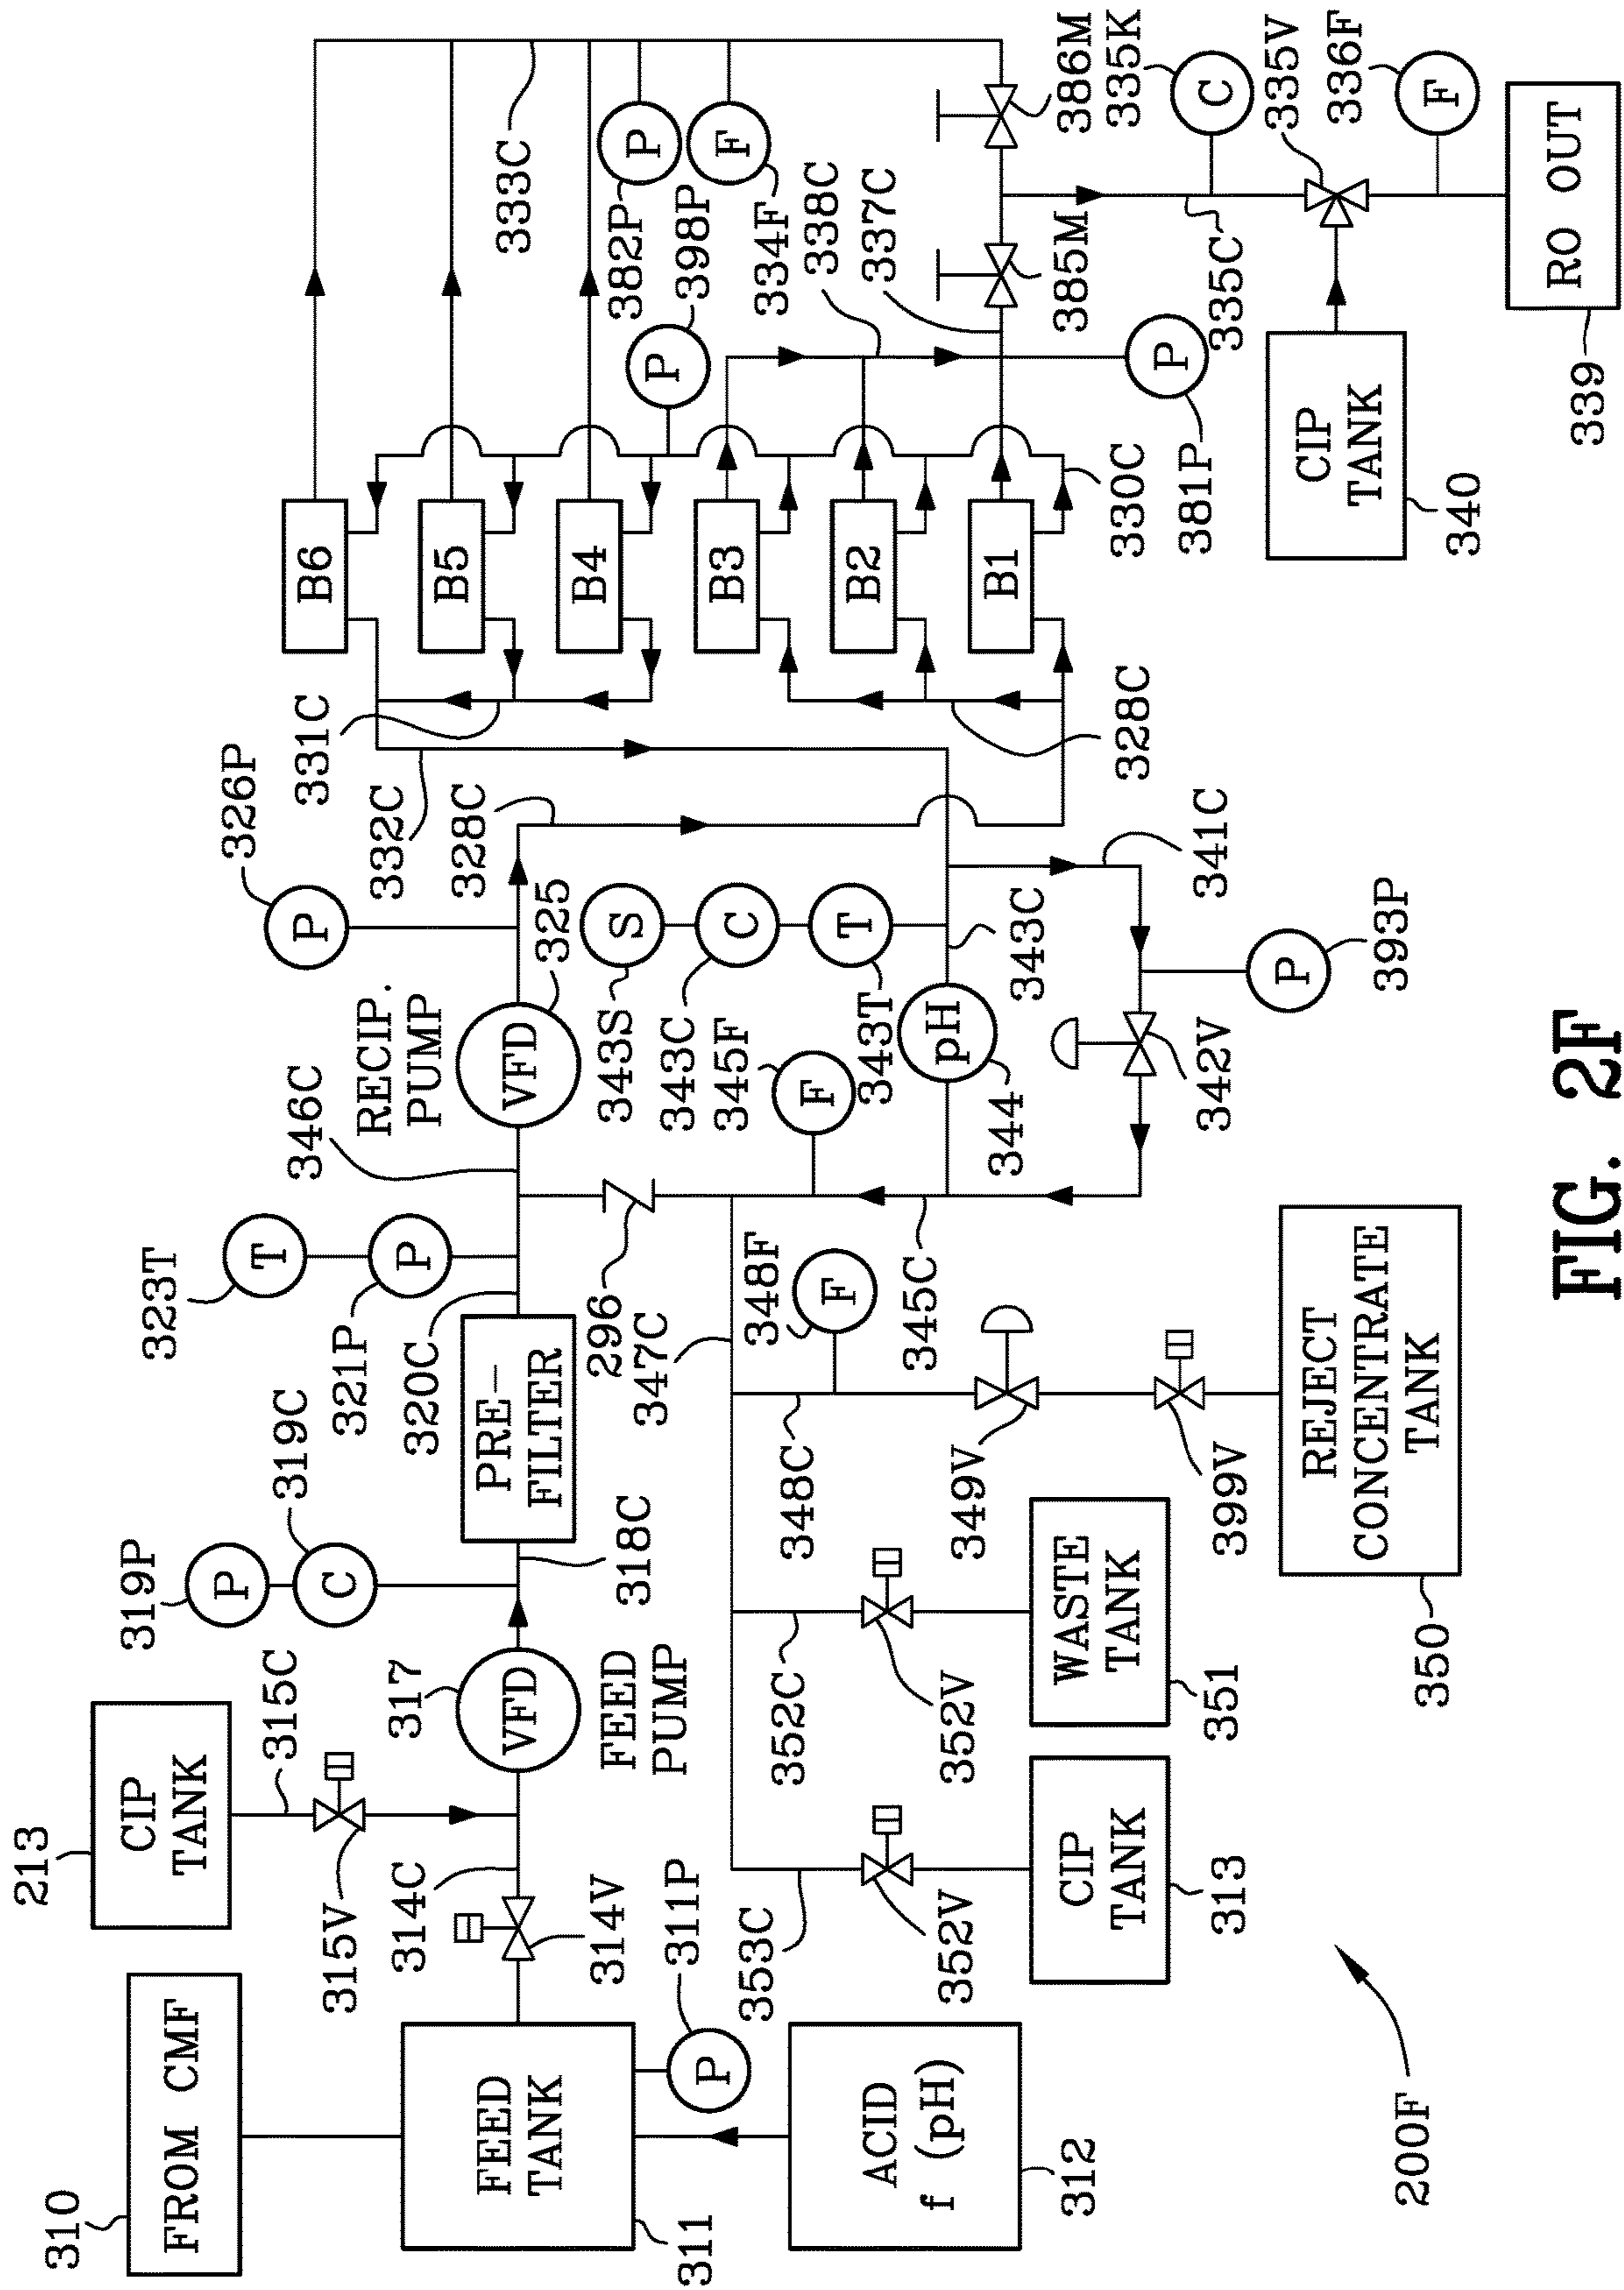 310
FROM CMF
213
CIP
TANK
315C
315V
314C
314V
311P
P
FEED
TANK
311
ACID
f (pH)
312
317
VFD
FEED
PUMP
319P
P
319C
C
318C
PRE-
FILTER
320C
323T
T
321P
P
346C
RECIP.
PUMP
VFD
325
326P
P
328C
332C
331C
328C
B6
B5
B4
B3
B2
B1
330C
333C
382P
P
398P
P
334F
F
338C
337C
381P
P
385M
386M
335K
C
335C
335V
336F
F
CIP
TANK
340
RO OUT
339
343S
S
343C
C
343T
T
345F
F
pH
344
343C
341C
342V
393P
P
296
347C
345C
348F
F
348C
349V
399V
REJECT
CONCENTRATE
TANK
350
352C
352V
WASTE
TANK
351
353C
352V
CIP
TANK
313
200F
FIG. 2F